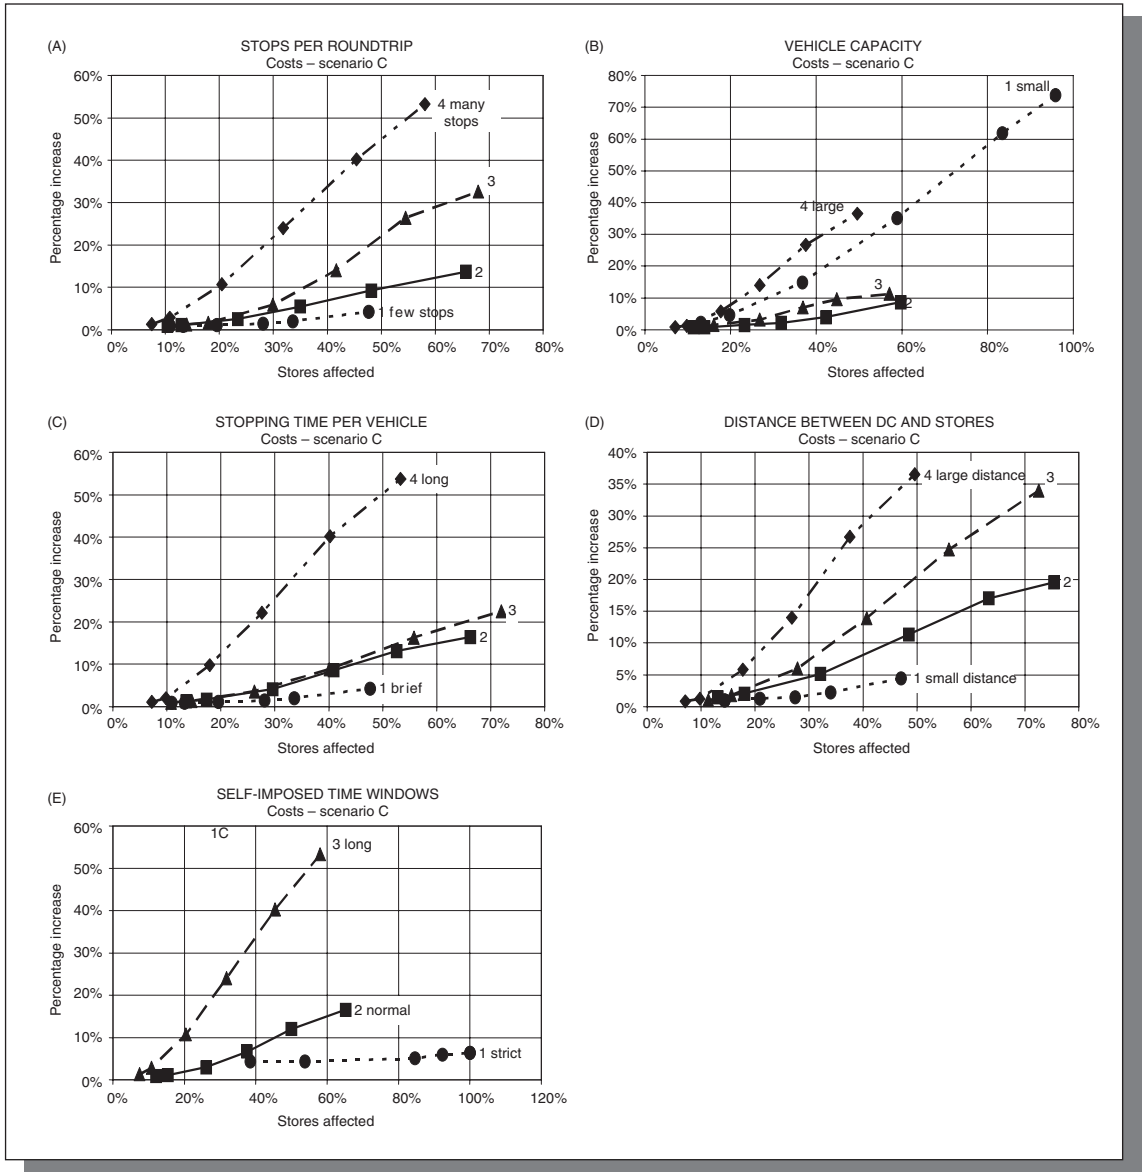 (A)
STOPS PER ROUNDTRIP
Costs – scenario C
Percentage increase
60%
50%
40%
30%
20%
10%
0%
4 many
stops
3
2
1 few stops
0% 10% 20% 30% 40% 50% 60% 70% 80%
Stores affected
(B)
VEHICLE CAPACITY
Costs – scenario C
Percentage increase
80%
70%
60%
50%
40%
30%
20%
10%
0%
1 small
4 large
3
2
0% 20% 40% 60% 80% 100%
Stores affected
(C)
STOPPING TIME PER VEHICLE
Costs – scenario C
Percentage increase
60%
50%
40%
30%
20%
10%
0%
4 long
3
2
1 brief
0% 10% 20% 30% 40% 50% 60% 70% 80%
Stores affected
(D)
DISTANCE BETWEEN DC AND STORES
Costs – scenario C
Percentage increase
40%
35%
30%
25%
20%
15%
10%
5%
0%
4 large distance
3
2
1 small distance
0% 10% 20% 30% 40% 50% 60% 70% 80%
Stores affected
(E)
SELF-IMPOSED TIME WINDOWS
Costs – scenario C
Percentage increase
60%
50%
40%
30%
20%
10%
0%
1C
3 long
2 normal
1 strict
0% 20% 40% 60% 80% 100% 120%
Stores affected